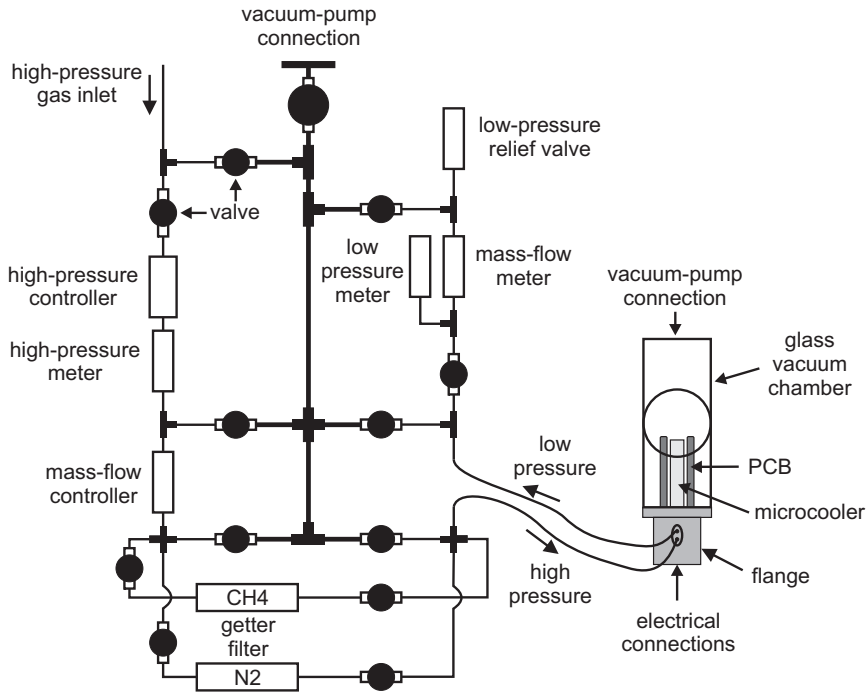 vacuum-pump
connection
high-pressure
gas inlet
low-pressure
relief valve
valve
low
pressure
meter
mass-flow
meter
high-pressure
controller
vacuum-pump
connection
high-pressure
meter
glass
vacuum
chamber
low
pressure
PCB
mass-flow
controller
microcooler
high
pressure
flange
CH4
getter
filter
N2
electrical
connections